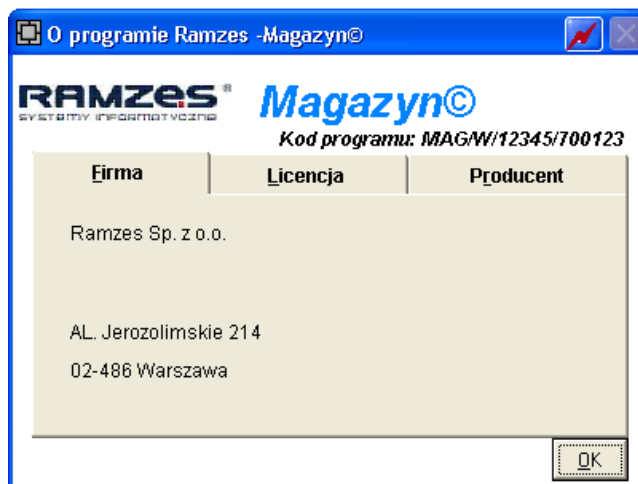 O programie Ramzes -Magazyn©
RAMZES®
SYSTEMY INFORMATYCZNE
Magazyn©
Kod programu: MAG/W/12345/700123
Firma
Licencja
Producent
Ramzes Sp. z o.o.
AL. Jerozolimskie 214
02-486 Warszawa
OK